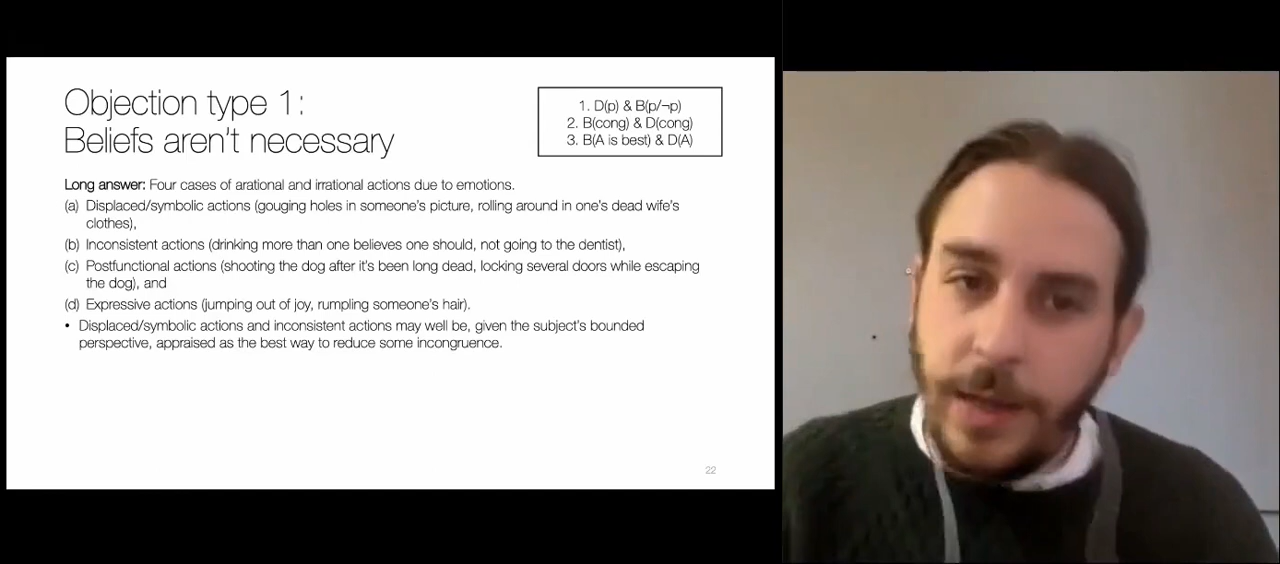 Objection type 1:
Beliefs aren't necessary
1. D(p) & B(p/¬p)
2. B(cong) & D(cong)
3. B(A is best) & D(A)
Long answer: Four cases of arational and irrational actions due to emotions.
(a) Displaced/symbolic actions (gouging holes in someone's picture, rolling around in one's dead wife's
clothes),
(b) Inconsistent actions (drinking more than one believes one should, not going to the dentist),
(c) Postfunctional actions (shooting the dog after it's been long dead, locking several doors while escaping
the dog), and
(d) Expressive actions (jumping out of joy, rumpling someone's hair).
• Displaced/symbolic actions and inconsistent actions may well be, given the subject's bounded
perspective, appraised as the best way to reduce some incongruence.
22